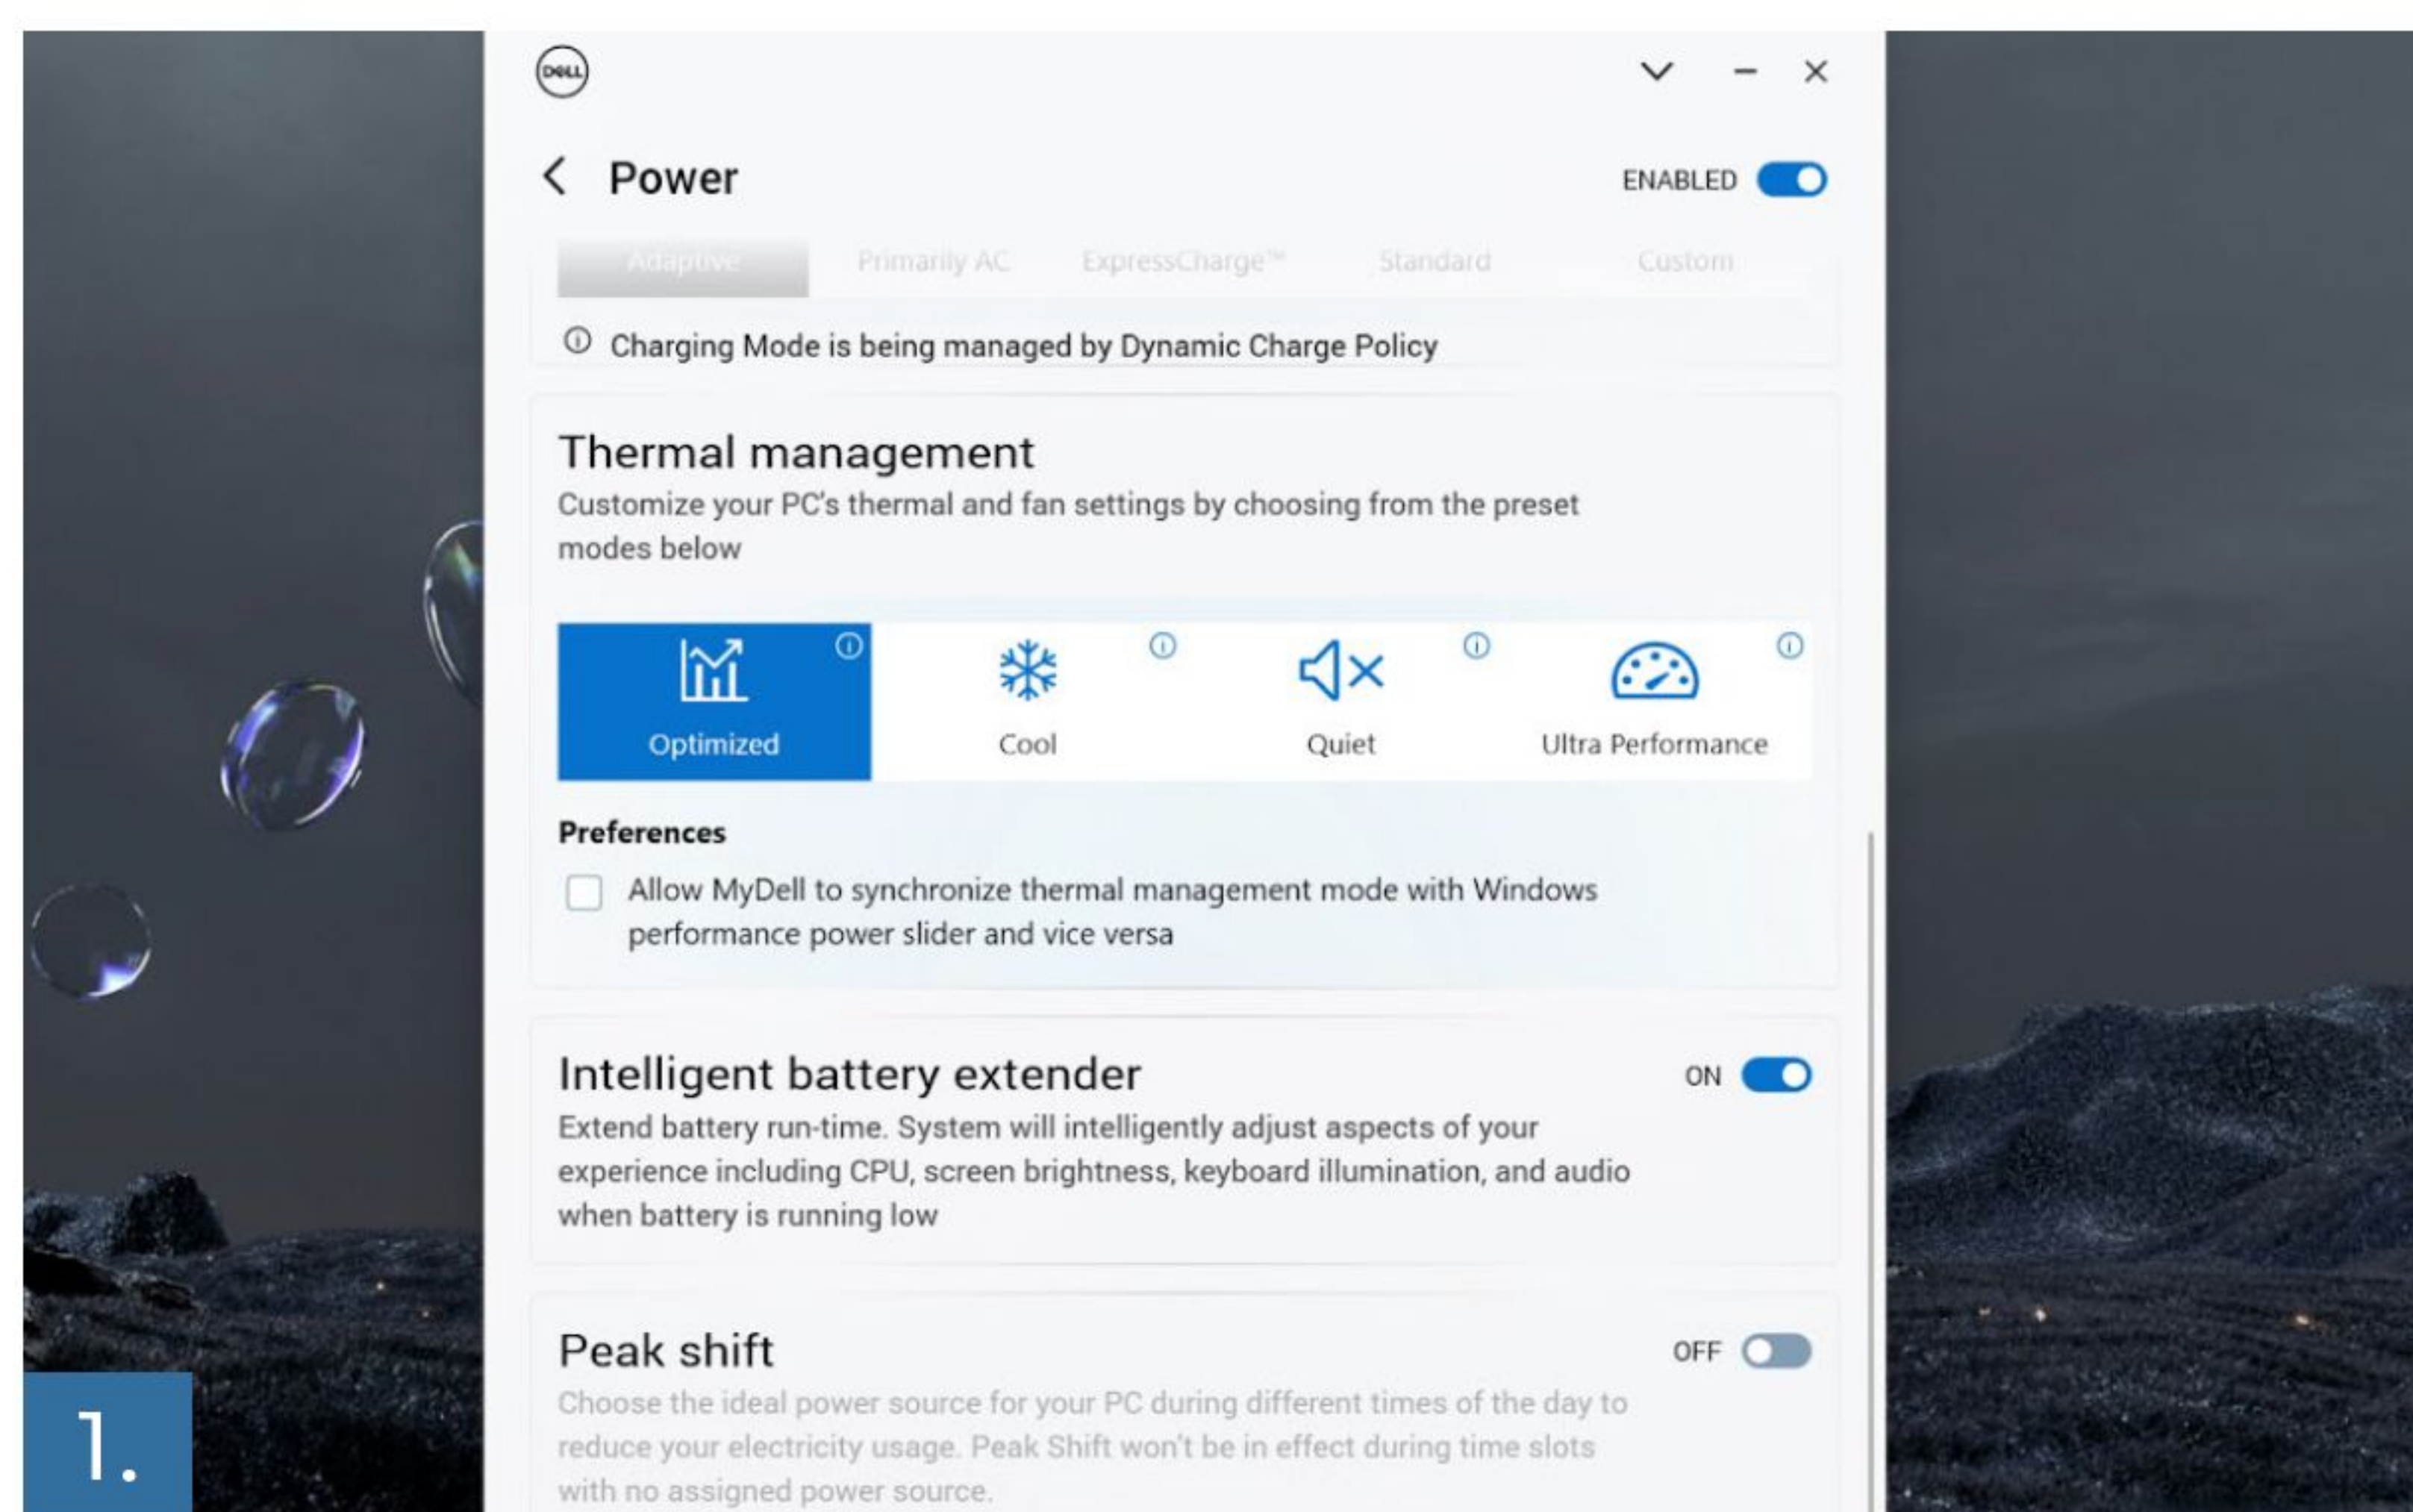 DELL
Power
ENABLED
Adaptive Primarily AC ExpressCharge™ Standard Custom
Charging Mode is being managed by Dynamic Charge Policy
Thermal management
Customize your PC's thermal and fan settings by choosing from the preset
modes below
Optimized Cool Quiet Ultra Performance
Preferences
Allow MyDell to synchronize thermal management mode with Windows
performance power slider and vice versa
Intelligent battery extender
ON
Extend battery run-time. System will intelligently adjust aspects of your
experience including CPU, screen brightness, keyboard illumination, and audio
when battery is running low
Peak shift
OFF
Choose the ideal power source for your PC during different times of the day to
reduce your electricity usage. Peak Shift won't be in effect during time slots
with no assigned power source.
1.